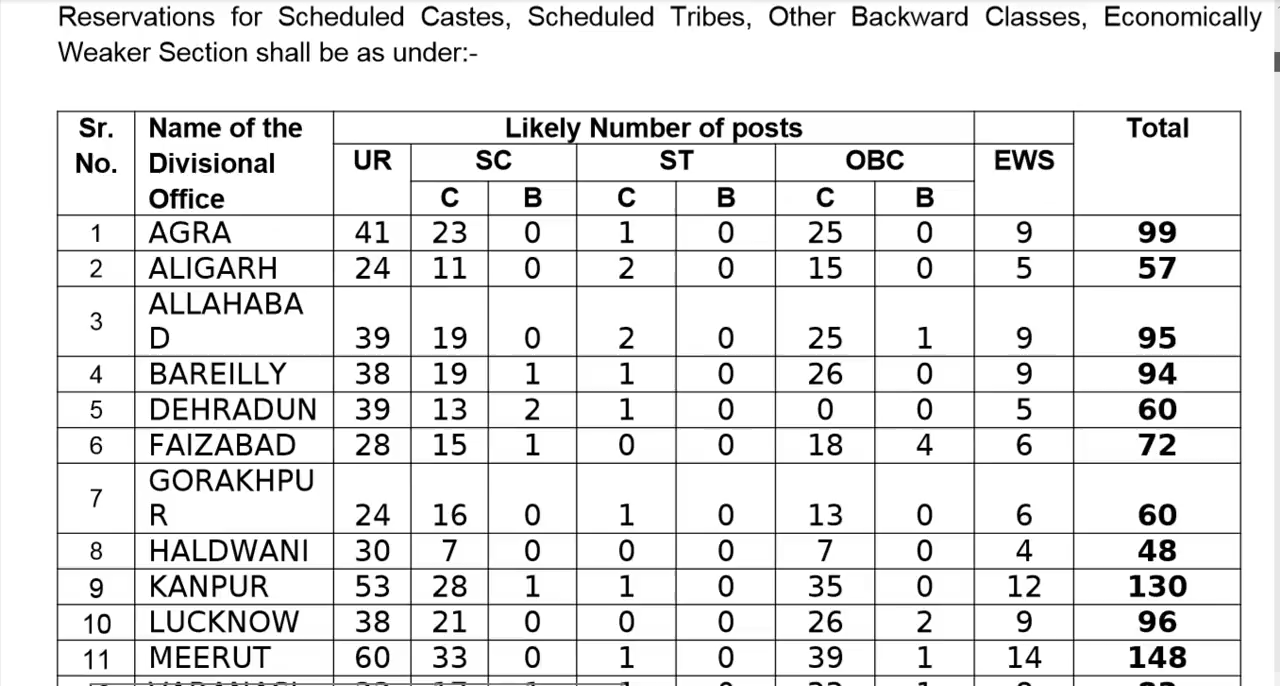 Reservations for Scheduled Castes, Scheduled Tribes, Other Backward Classes, Economically
Weaker Section shall be as under:-
Sr. No. Name of the Divisional Office Likely Number of posts Total
UR SC ST OBC EWS
C B C B C B
1 AGRA 41 23 0 1 0 25 0 9 99
2 ALIGARH 24 11 0 2 0 15 0 5 57
3 ALLAHABA
D 39 19 0 2 0 25 1 9 95
4 BAREILLY 38 19 1 1 0 26 0 9 94
5 DEHRADUN 39 13 2 1 0 0 0 5 60
6 FAIZABAD 28 15 1 0 0 18 4 6 72
7 GORAKHPU
R 24 16 0 1 0 13 0 6 60
8 HALDWANI 30 7 0 0 0 7 0 4 48
9 KANPUR 53 28 1 1 0 35 0 12 130
10 LUCKNOW 38 21 0 0 0 26 2 9 96
11 MEERUT 60 33 0 1 0 39 1 14 148